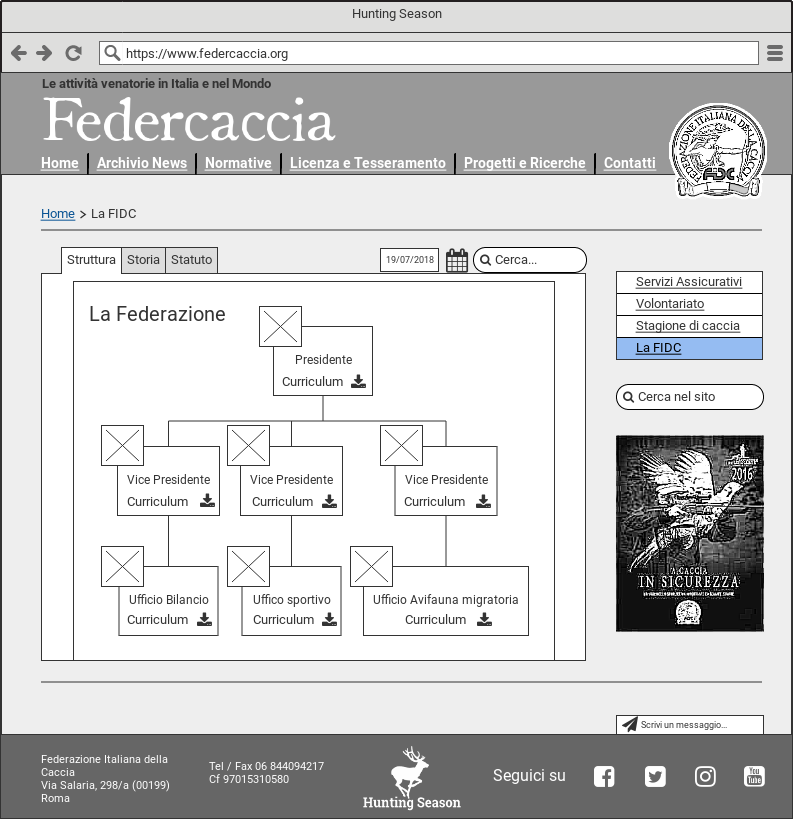 Hunting Season
https://www.federcaccia.org
Le attività venatorie in Italia e nel Mondo
Federcaccia
FEDERAZIONE ITALIANA DELLA CACCIA
FIDC
Home Archivio News Normative Licenza e Tesseramento Progetti e Ricerche Contatti
Home > La FIDC
Struttura Storia Statuto 19/07/2018 Cerca...
La Federazione
Presidente
Curriculum
Vice Presidente Vice Presidente Vice Presidente
Curriculum Curriculum Curriculum
Ufficio Bilancio Uffico sportivo Ufficio Avifauna migratoria
Curriculum Curriculum Curriculum
Servizi Assicurativi
Volontariato
Stagione di caccia
La FIDC
Cerca nel sito
2016
A CACCIA
IN SICUREZZA
Scrivi un messaggio...
Federazione Italiana della
Caccia
Via Salaria, 298/a (00199)
Roma
Tel / Fax 06 844094217
Cf 97015310580
Hunting Season
Seguici su
You
Tube